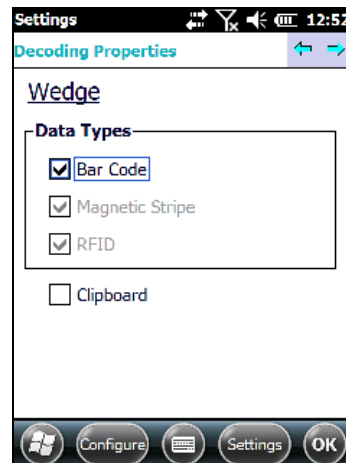 Settings 12:52
Decoding Properties
Wedge
Data Types
Bar Code
Magnetic Stripe
RFID
Clipboard
Configure Settings OK